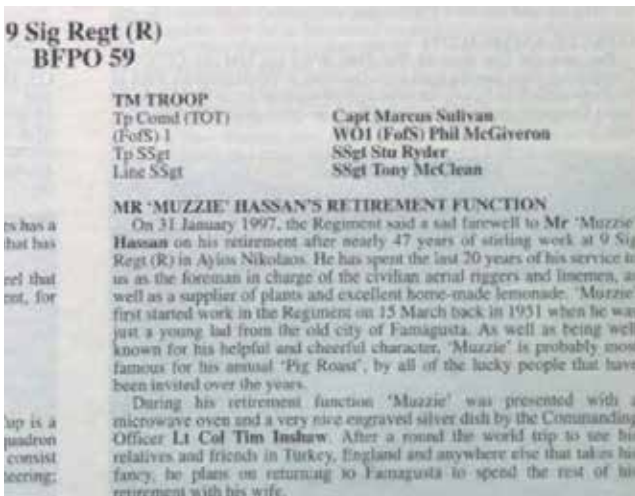 9 Sig Regt (R)
BFPO 59
TM TROOP
Tp Comd (TOT) Capt Marcus Sulivan
(FofS) 1 WO1 (FofS) Phil McGiveron
Tp SSgt SSgt Stu Ryder
Line SSgt SSgt Tony McClean
MR 'MUZZIE' HASSAN'S RETIREMENT FUNCTION
On 31 January 1997, the Regiment said a sad farewell to Mr 'Muzzie'
Hassan on his retirement after nearly 47 years of stirling work at 9 Sig
Regt (R) in Ayios Nikolaos. He has spent the last 20 years of his service to
us as the foreman in charge of the civilian aerial riggers and linemen, as
well as a supplier of plants and excellent home-made lemonade. 'Muzzie'
first started work in the Regiment on 15 March back in 1951 when he was
just a young lad from the old city of Famagusta. As well as being well
known for his helpful and cheerful character, 'Muzzie' is probably most
famous for his annual 'Pig Roast', by all of the lucky people that have
been invited over the years.
During his retirement function 'Muzzie' was presented with a
microwave oven and a very nice engraved silver dish by the Commanding
Officer Lt Col Tim Inshaw. After a round the world trip to see his
relatives and friends in Turkey, England and anywhere else that takes his
fancy, he plans on returning to Famagusta to spend the rest of his
retirement with his wife.
has a
that has
feel that
for
up is a
consist